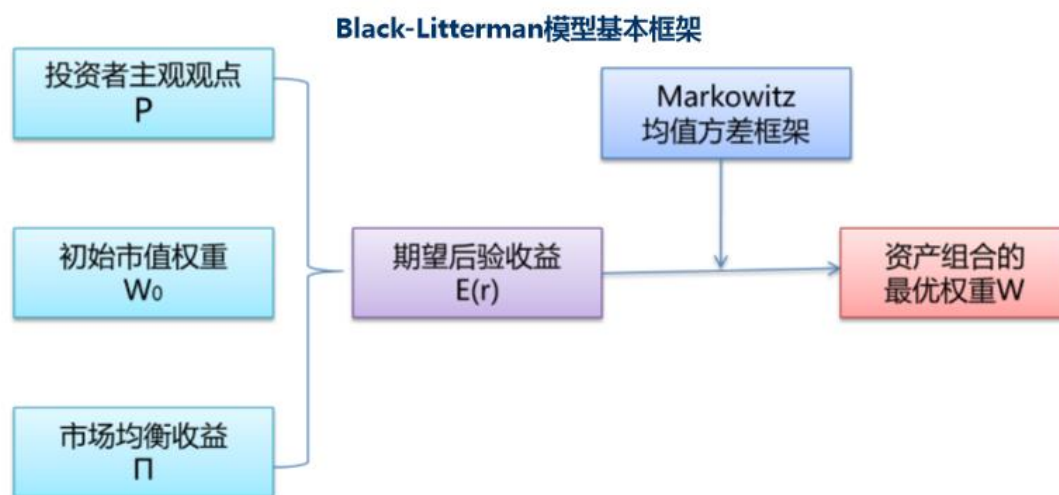 Black-Litterman模型基本框架
投资者主观观点
P
Markowitz
均值方差框架
初始市值权重
W₀
期望后验收益
E(r)
资产组合的
最优权重W
市场均衡收益
Π